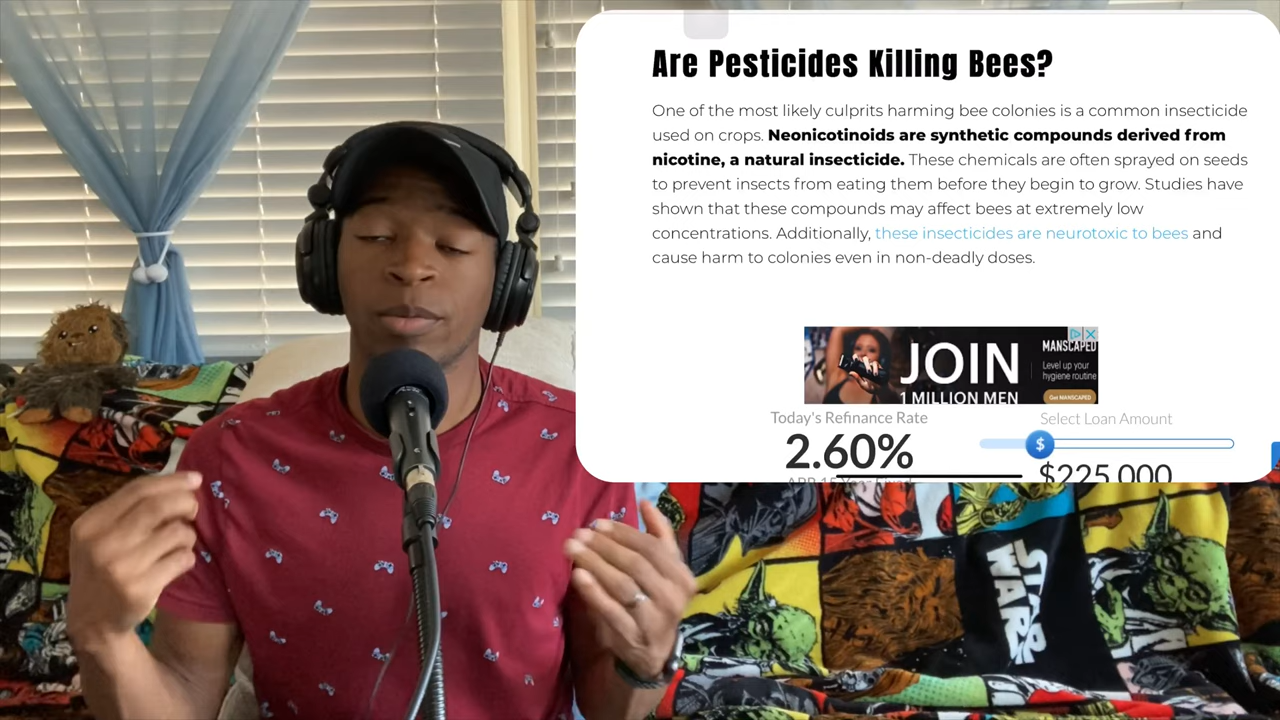 Are Pesticides Killing Bees?
One of the most likely culprits harming bee colonies is a common insecticide
used on crops. Neonicotinoids are synthetic compounds derived from
nicotine, a natural insecticide. These chemicals are often sprayed on seeds
to prevent insects from eating them before they begin to grow. Studies have
shown that these compounds may affect bees at extremely low
concentrations. Additionally, these insecticides are neurotoxic to bees and
cause harm to colonies even in non-deadly doses.
JOIN
1 MILLION MEN
MANSCAPED
Level up your
hygiene routine
Get MANSCAPED
Today's Refinance Rate
2.60%
Select Loan Amount
$
$225,000
STAR
WARS